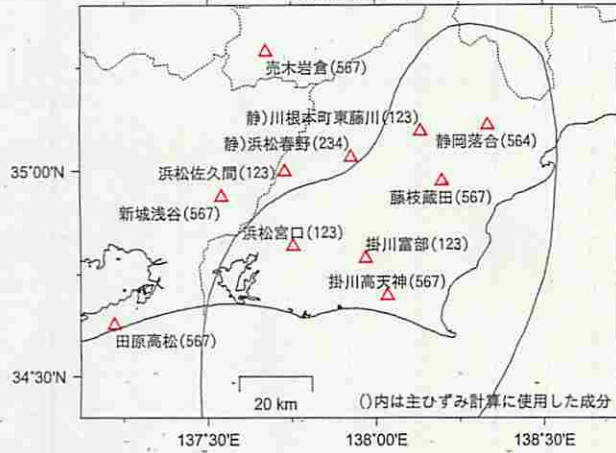 売木岩倉(567)
静)川根本町東藤川(123)
静岡落合(564)
静)浜松春野(234)
35°00'N
浜松佐久間(123)
藤枝蔵田(567)
新城浅谷(567)
浜松宮口(123)
掛川富部(123)
掛川高天神(567)
田原高松(567)
34°30'N
20 km
()内は主ひずみ計算に使用した成分
137°30'E
138°00'E
138°30'E